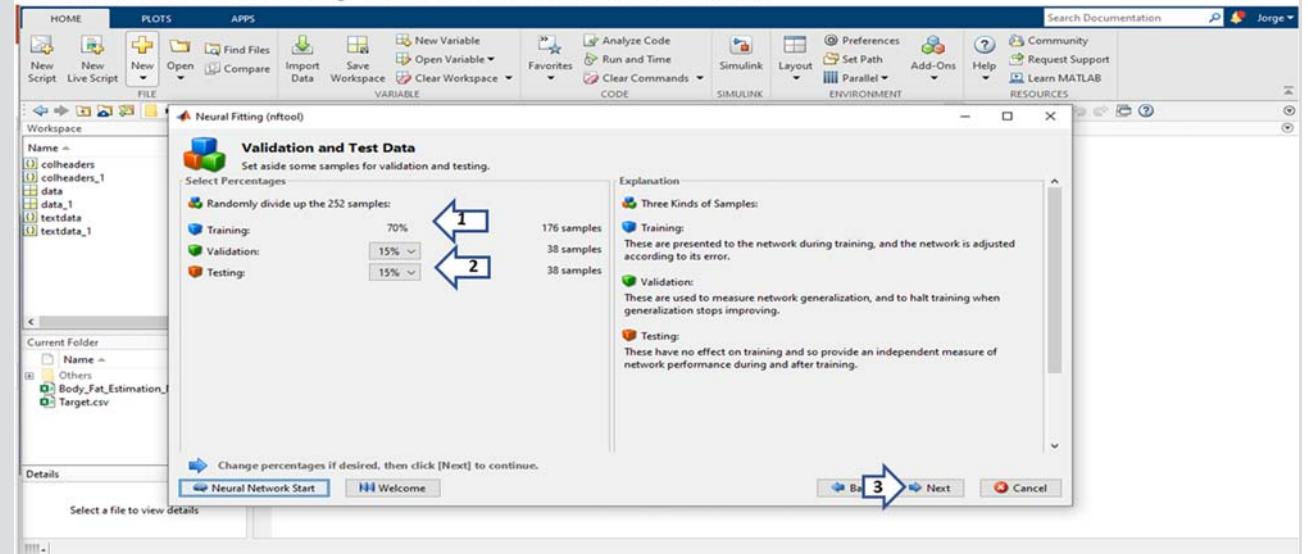 HOME PLOTS APPS Search Documentation Jorge
New Script New Live Script New Open Find Files Compare Import Data Save Workspace New Variable Open Variable Clear Workspace Favorites Analyze Code Run and Time Clear Commands Simulink Layout Preferences Set Path Parallel Add-Ons Help Community Request Support Learn MATLAB
FILE VARIABLE CODE SIMULINK ENVIRONMENT RESOURCES
Workspace
Name
colheaders
colheaders_1
data
data_1
textdata
textdata_1
Current Folder
Name
Others
Body_Fat_Estimation_
Target.csv
Details
Select a file to view details
Neural Fitting (nftool)
Validation and Test Data
Set aside some samples for validation and testing.
Select Percentages
Randomly divide up the 252 samples:
Training: 70% 1 176 samples
Validation: 15% 38 samples
2
Testing: 15% 38 samples
Explanation
Three Kinds of Samples:
Training:
These are presented to the network during training, and the network is adjusted
according to its error.
Validation:
These are used to measure network generalization, and to halt training when
generalization stops improving.
Testing:
These have no effect on training and so provide an independent measure of
network performance during and after training.
Change percentages if desired, then click [Next] to continue.
Neural Network Start Welcome Ba 3 Next Cancel